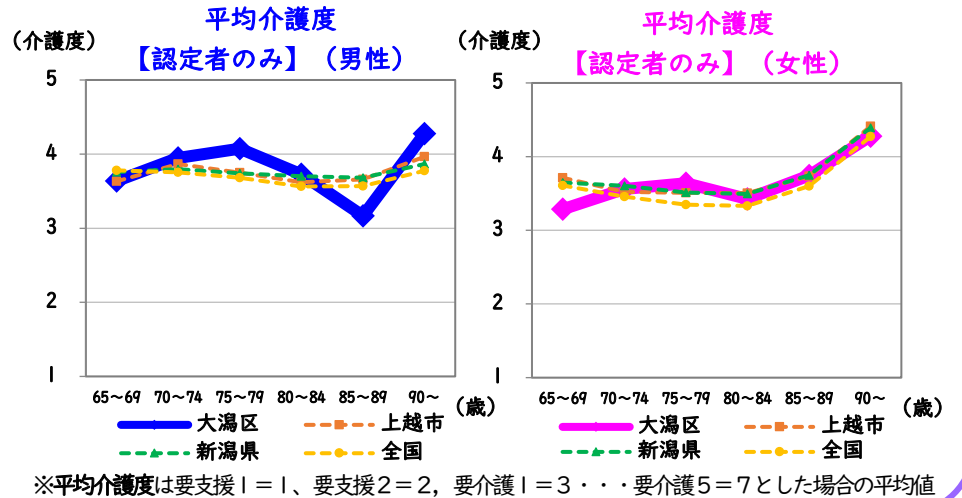 平均介護度
【認定者のみ】（男性）
（介護度）
5
4
3
2
1
65～69 70～74 75～79 80～84 85～89 90～
（歳）
大潟区 上越市
新潟県 全国
平均介護度
【認定者のみ】（女性）
（介護度）
5
4
3
2
1
65～69 70～74 75～79 80～84 85～89 90～
（歳）
大潟区 上越市
新潟県 全国
※平均介護度は要支援１＝１、要支援２＝２，要介護１＝３・・・要介護５＝７とした場合の平均値